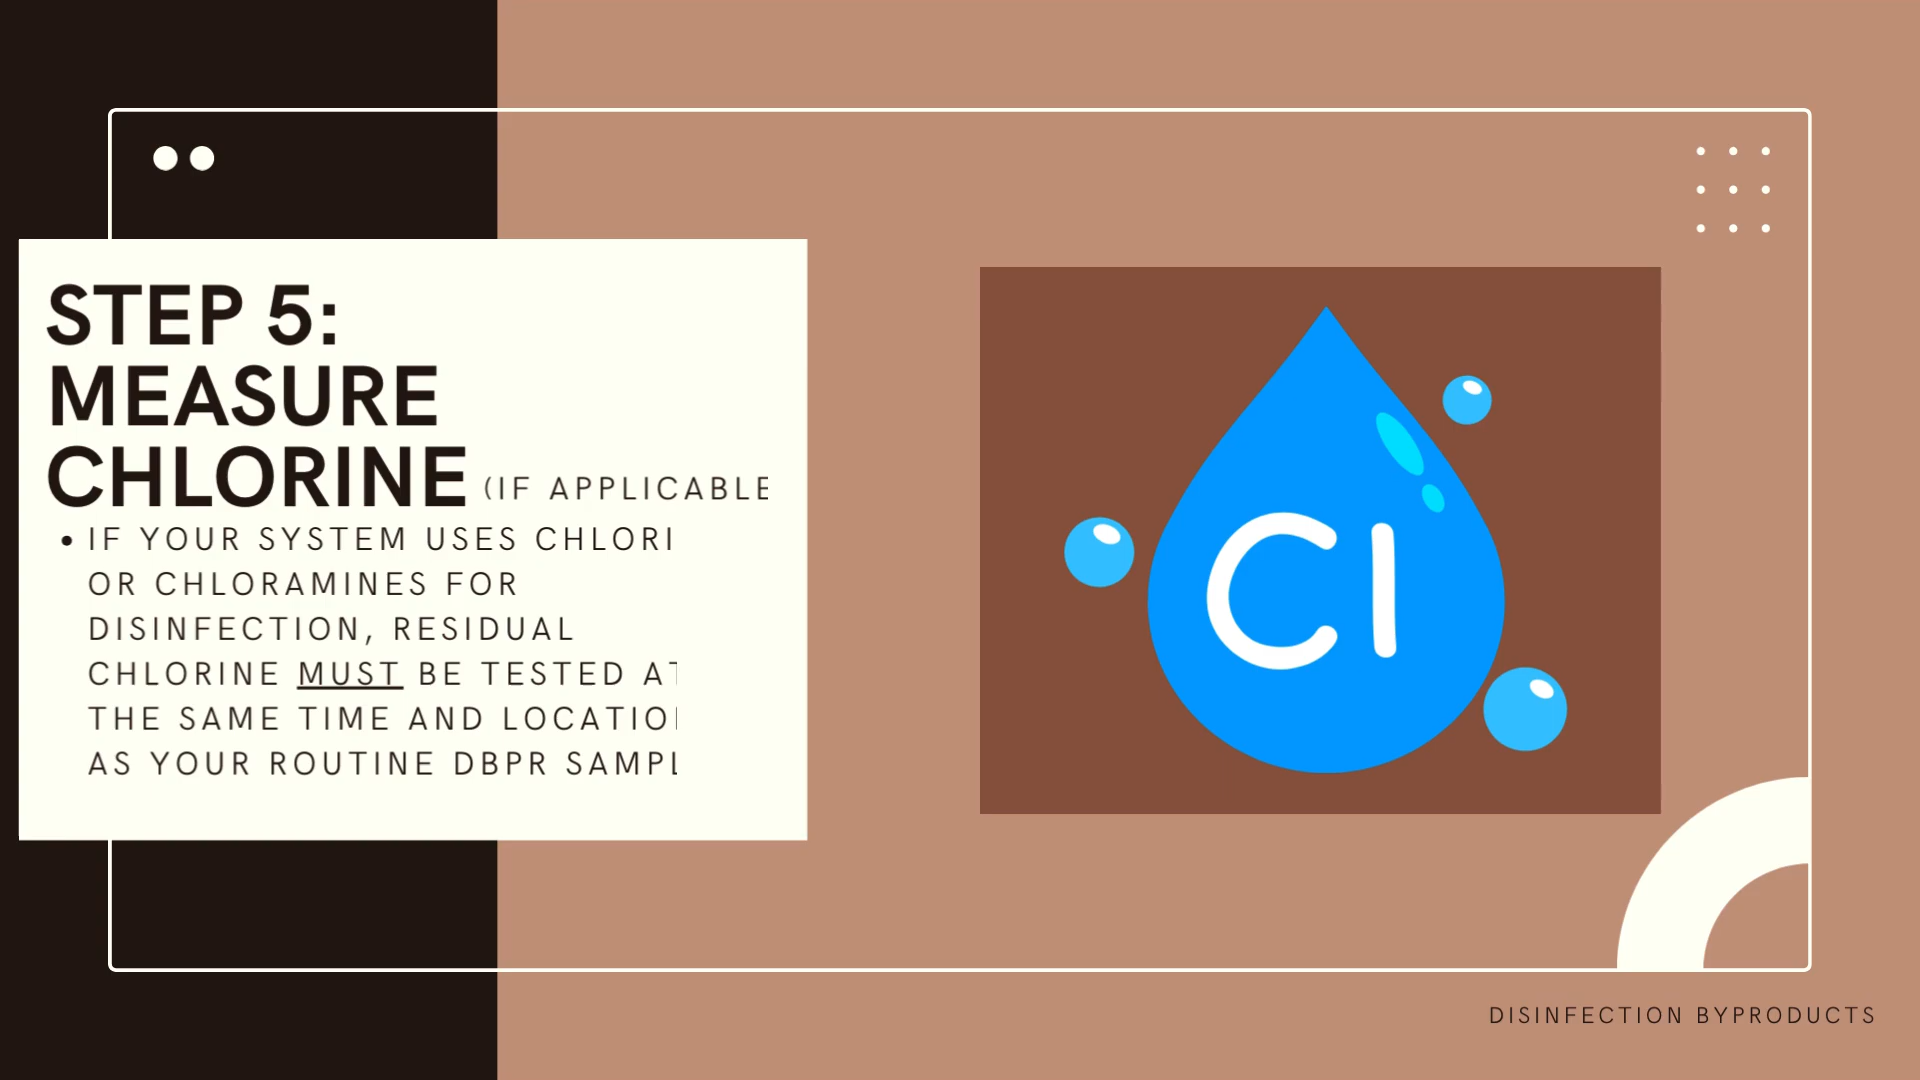 STEP 5:
MEASURE
CHLORINE (IF APPLICABLE
IF YOUR SYSTEM USES CHLORI
OR CHLORAMINES FOR
DISINFECTION, RESIDUAL
CHLORINE MUST BE TESTED AT
THE SAME TIME AND LOCATIO
AS YOUR ROUTINE DBPR SAMPL
Cl
DISINFECTION BYPRODUCTS